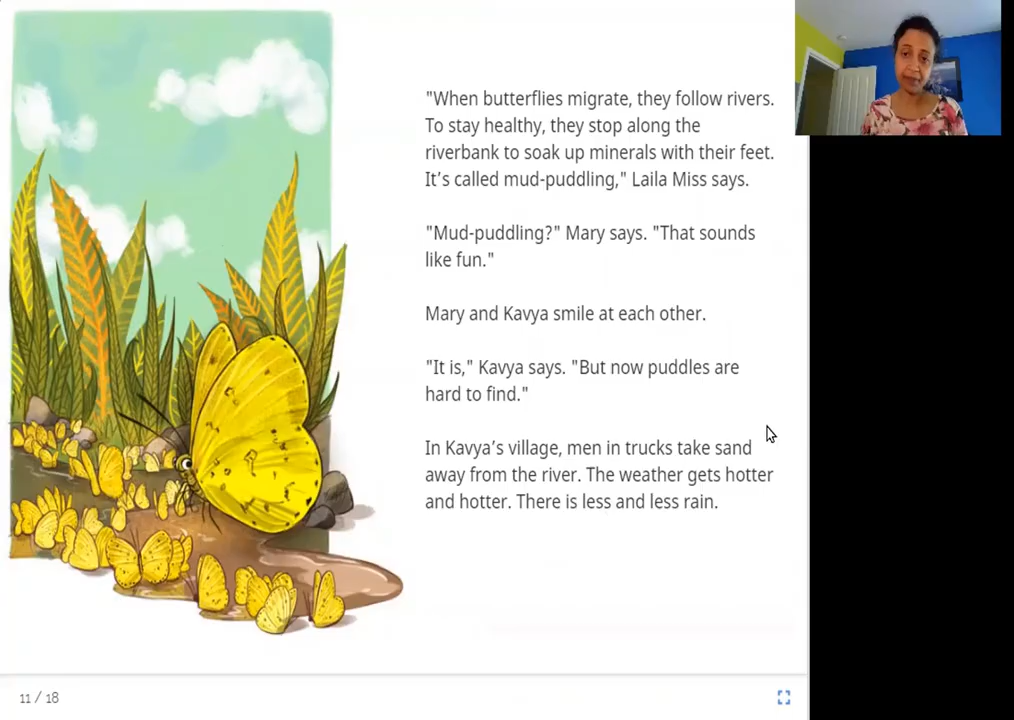 "When butterflies migrate, they follow rivers.
To stay healthy, they stop along the
riverbank to soak up minerals with their feet.
It’s called mud-puddling," Laila Miss says.
"Mud-puddling?" Mary says. "That sounds
like fun."
Mary and Kavya smile at each other.
"It is," Kavya says. "But now puddles are
hard to find."
In Kavya’s village, men in trucks take sand
away from the river. The weather gets hotter
and hotter. There is less and less rain.
11 / 18